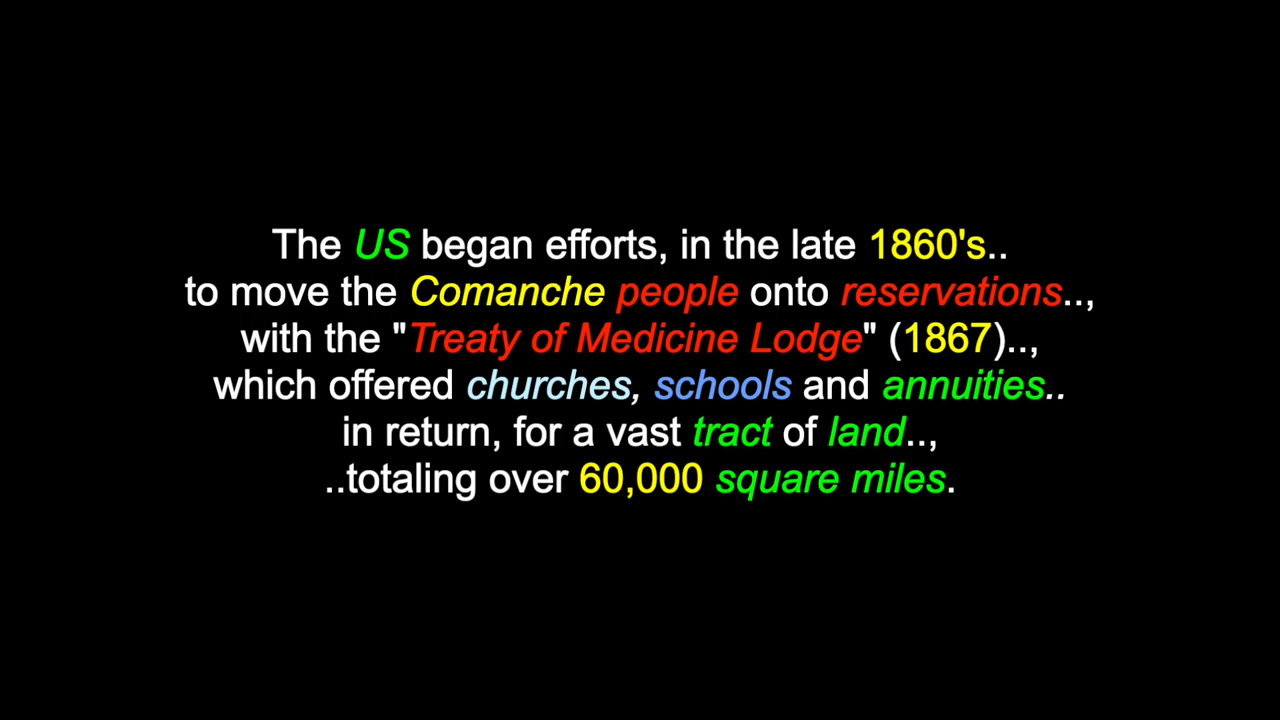 The US began efforts, in the late 1860's..
to move the Comanche people onto reservations..,
with the "Treaty of Medicine Lodge" (1867)..,
which offered churches, schools and annuities..
in return, for a vast tract of land..,
..totaling over 60,000 square miles.